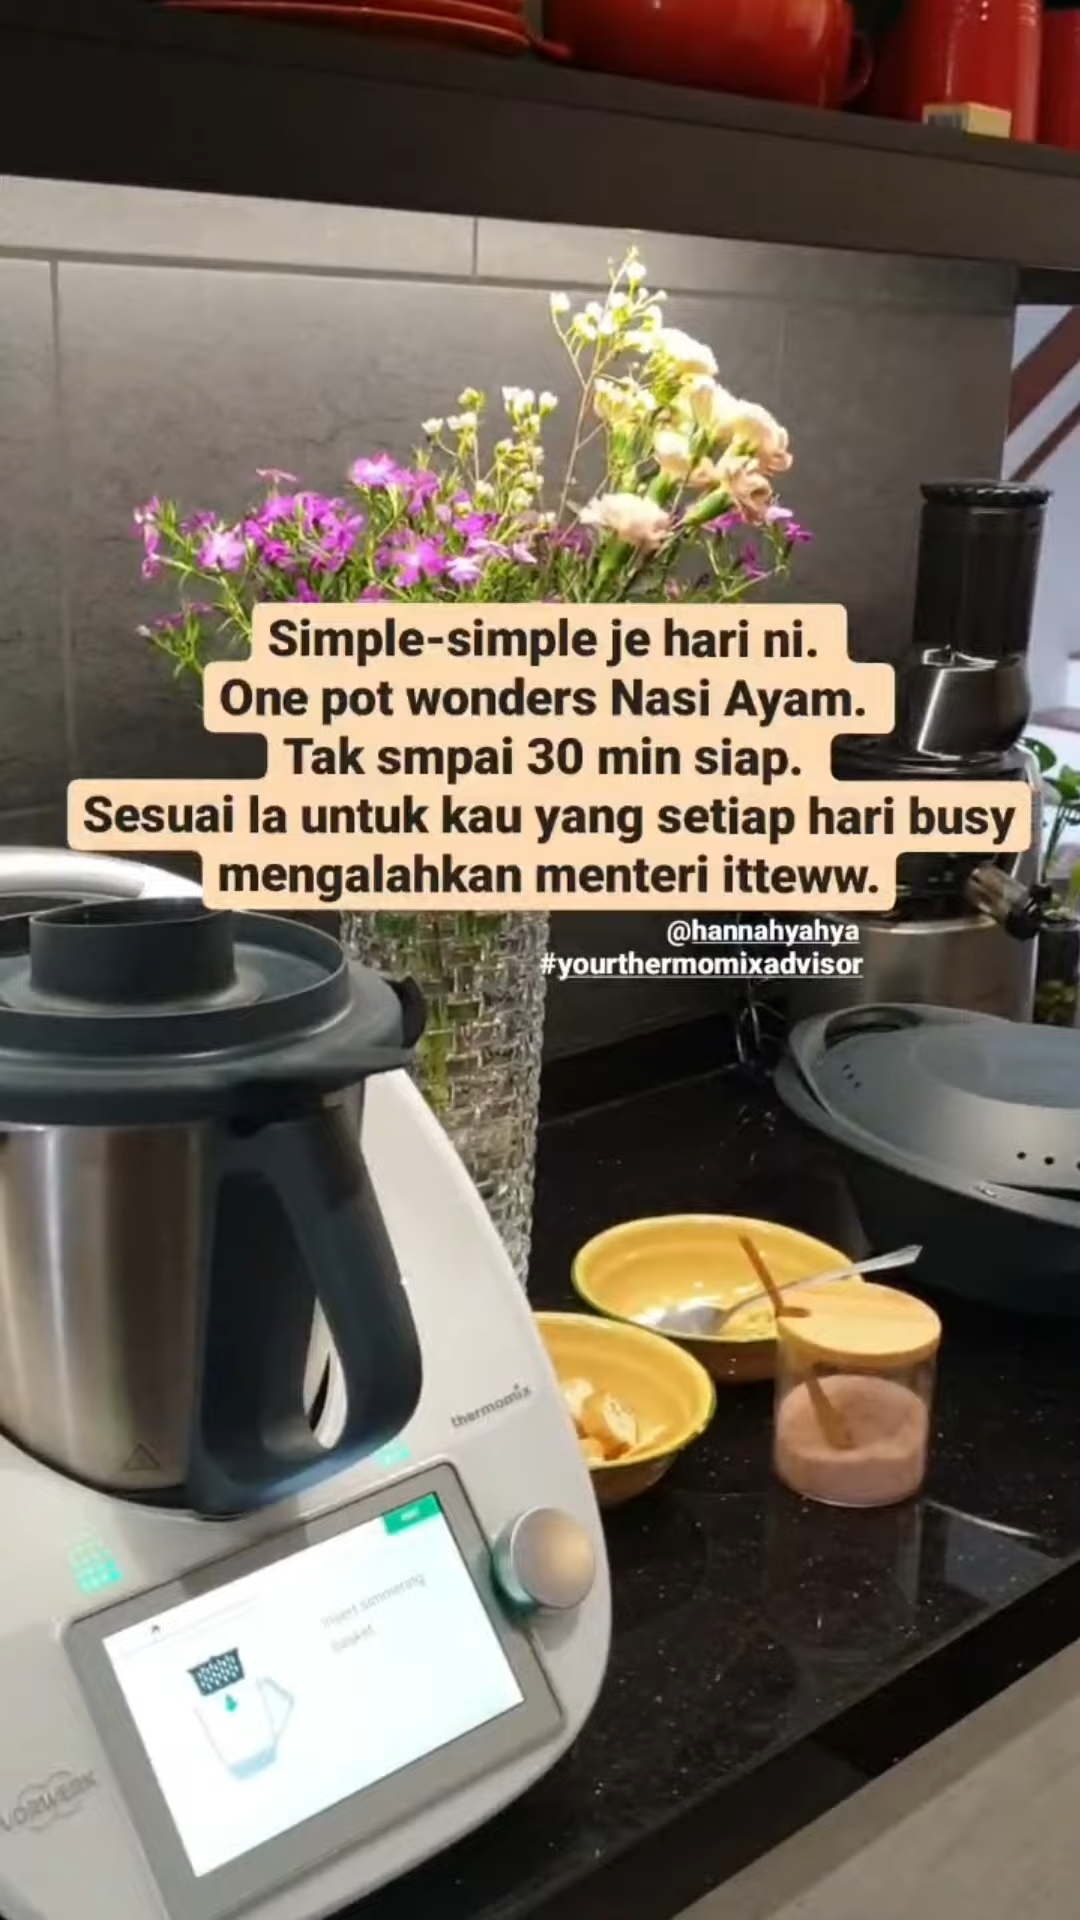 Simple-simple je hari ni.
One pot wonders Nasi Ayam.
Tak smpai 30 min siap.
Sesuai la untuk kau yang setiap hari busy
mengalahkan menteri itteww.
@hannahyahya
#yourthermomixadvisor
thermomix
Insert simmering
basket.
VORWERK